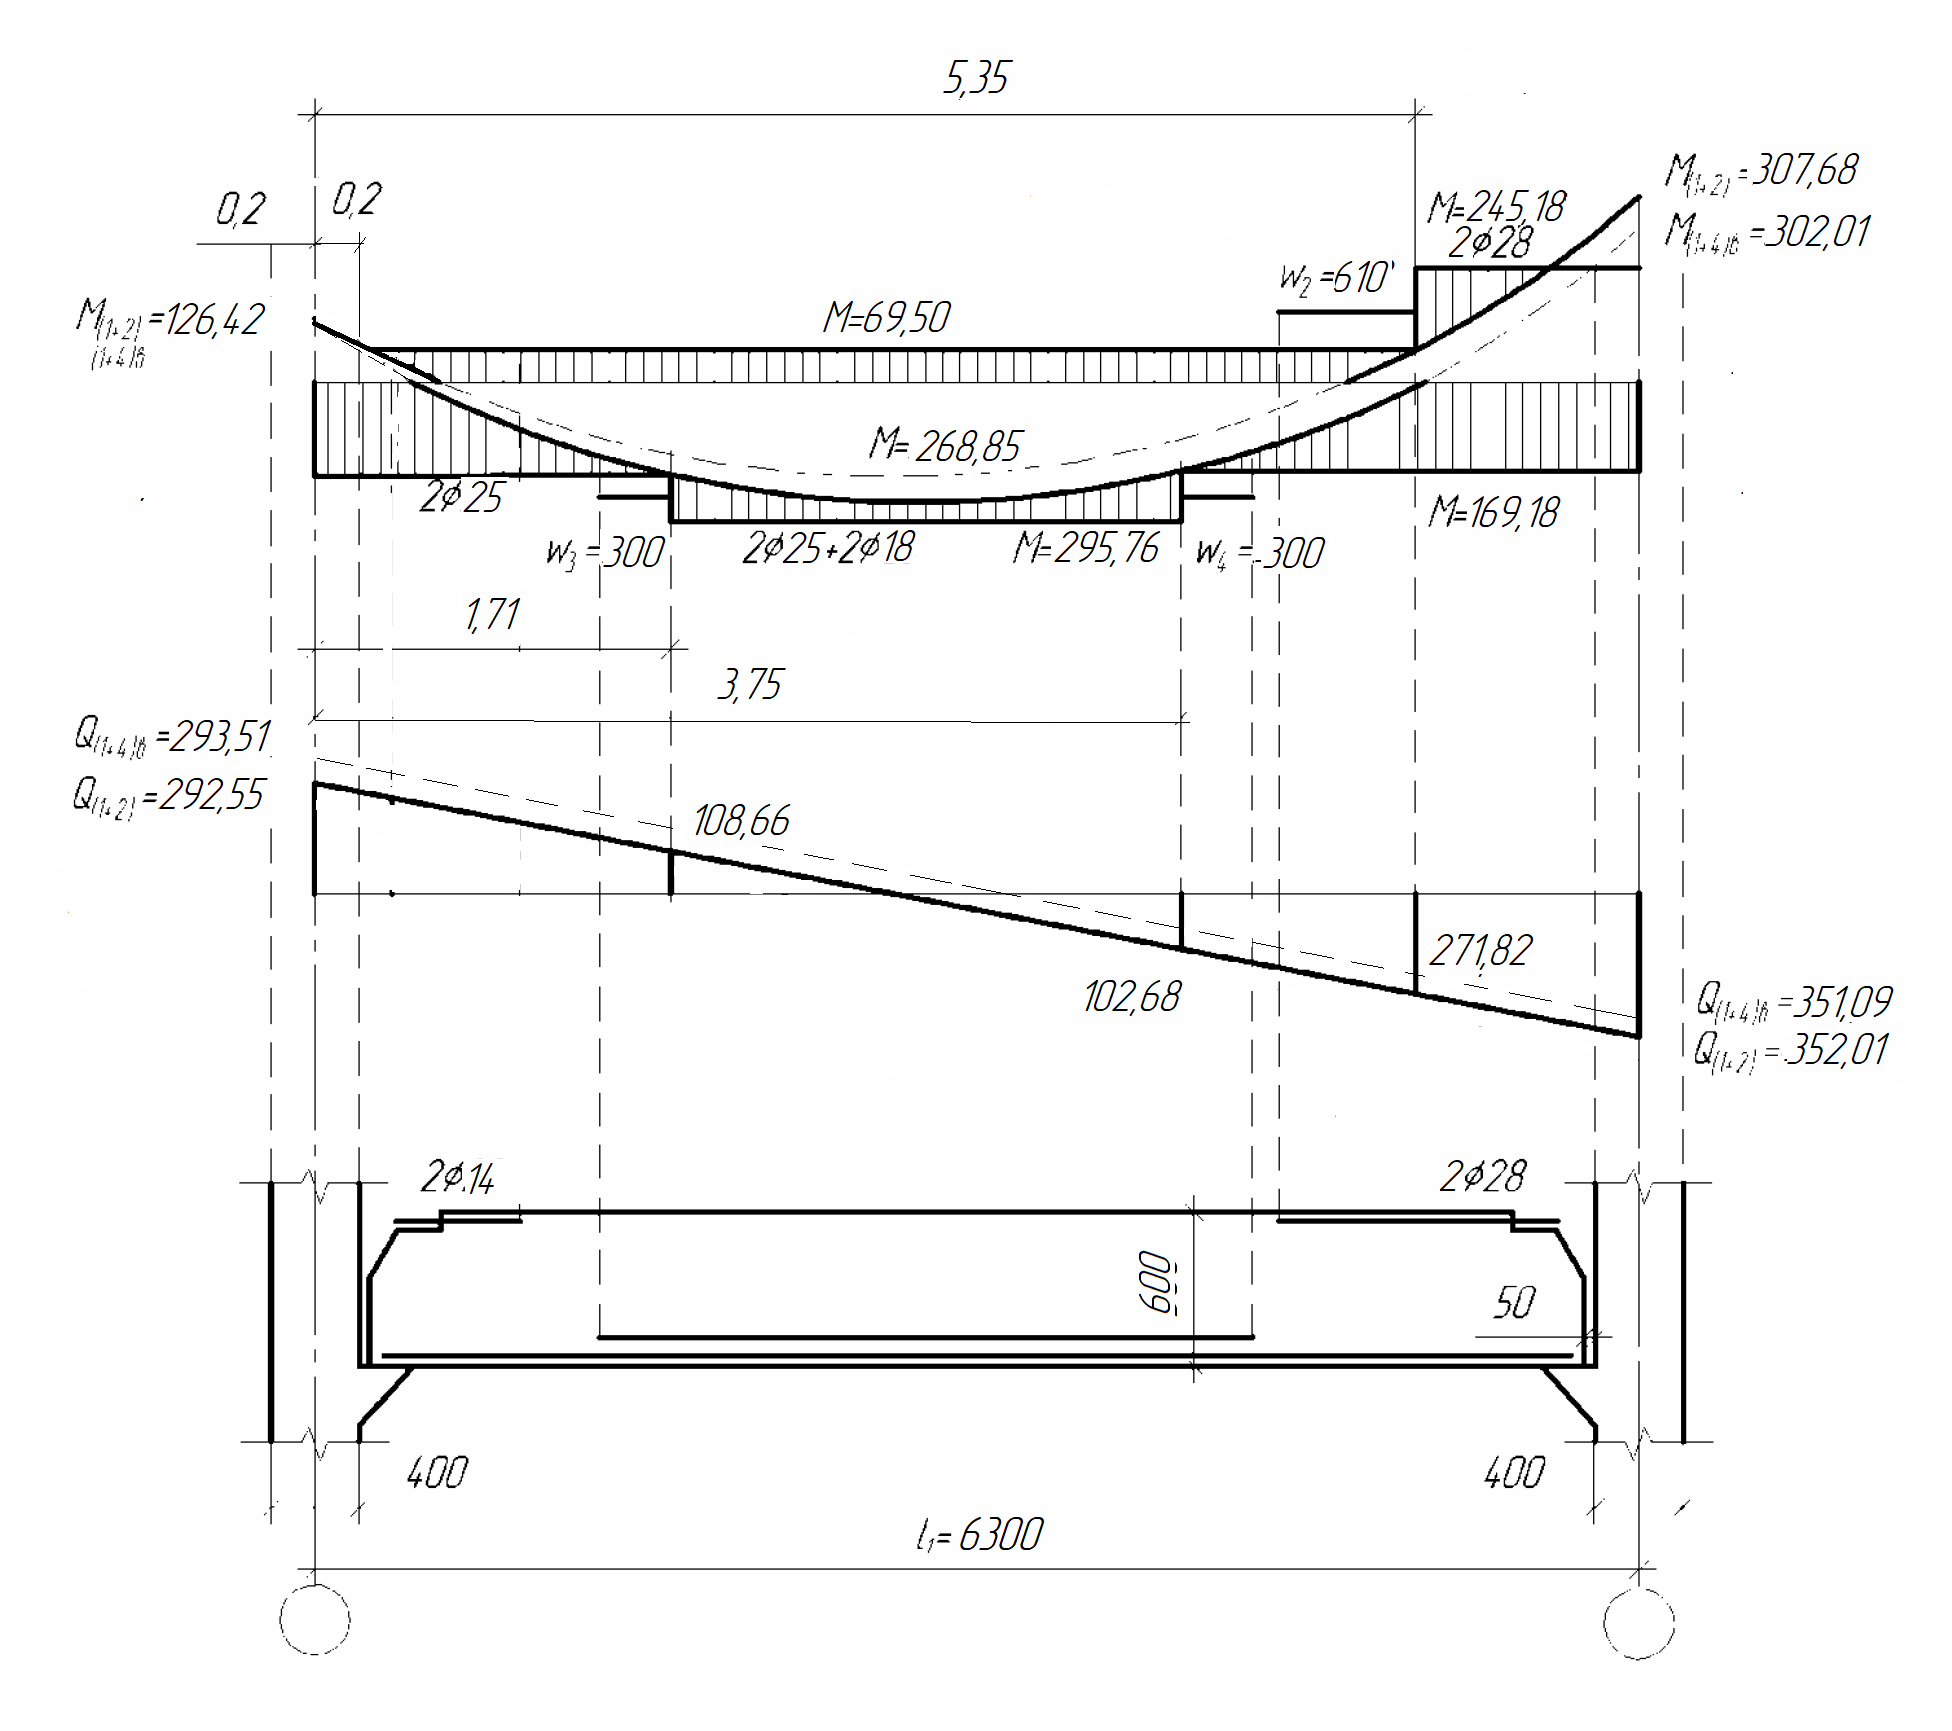 5,35
0,2
0,2
M(1+2)=307,68
M=245,18
2ϕ28
M(1+4)б=302,01
w2=610
M(1+2)=126,42
(1+4)б
M=69,50
M=268,85
2ϕ25
M=169,18
w3=300
2ϕ25+2ϕ18
M=295,76
w4=300
1,71
3,75
Q(1+4)б=293,51
Q(1+2)=292,55
108,66
271,82
102,68
Q(1+4)б=351,09
Q(1+2)=352,01
2ϕ14
2ϕ28
600
50
400
400
l1=6300